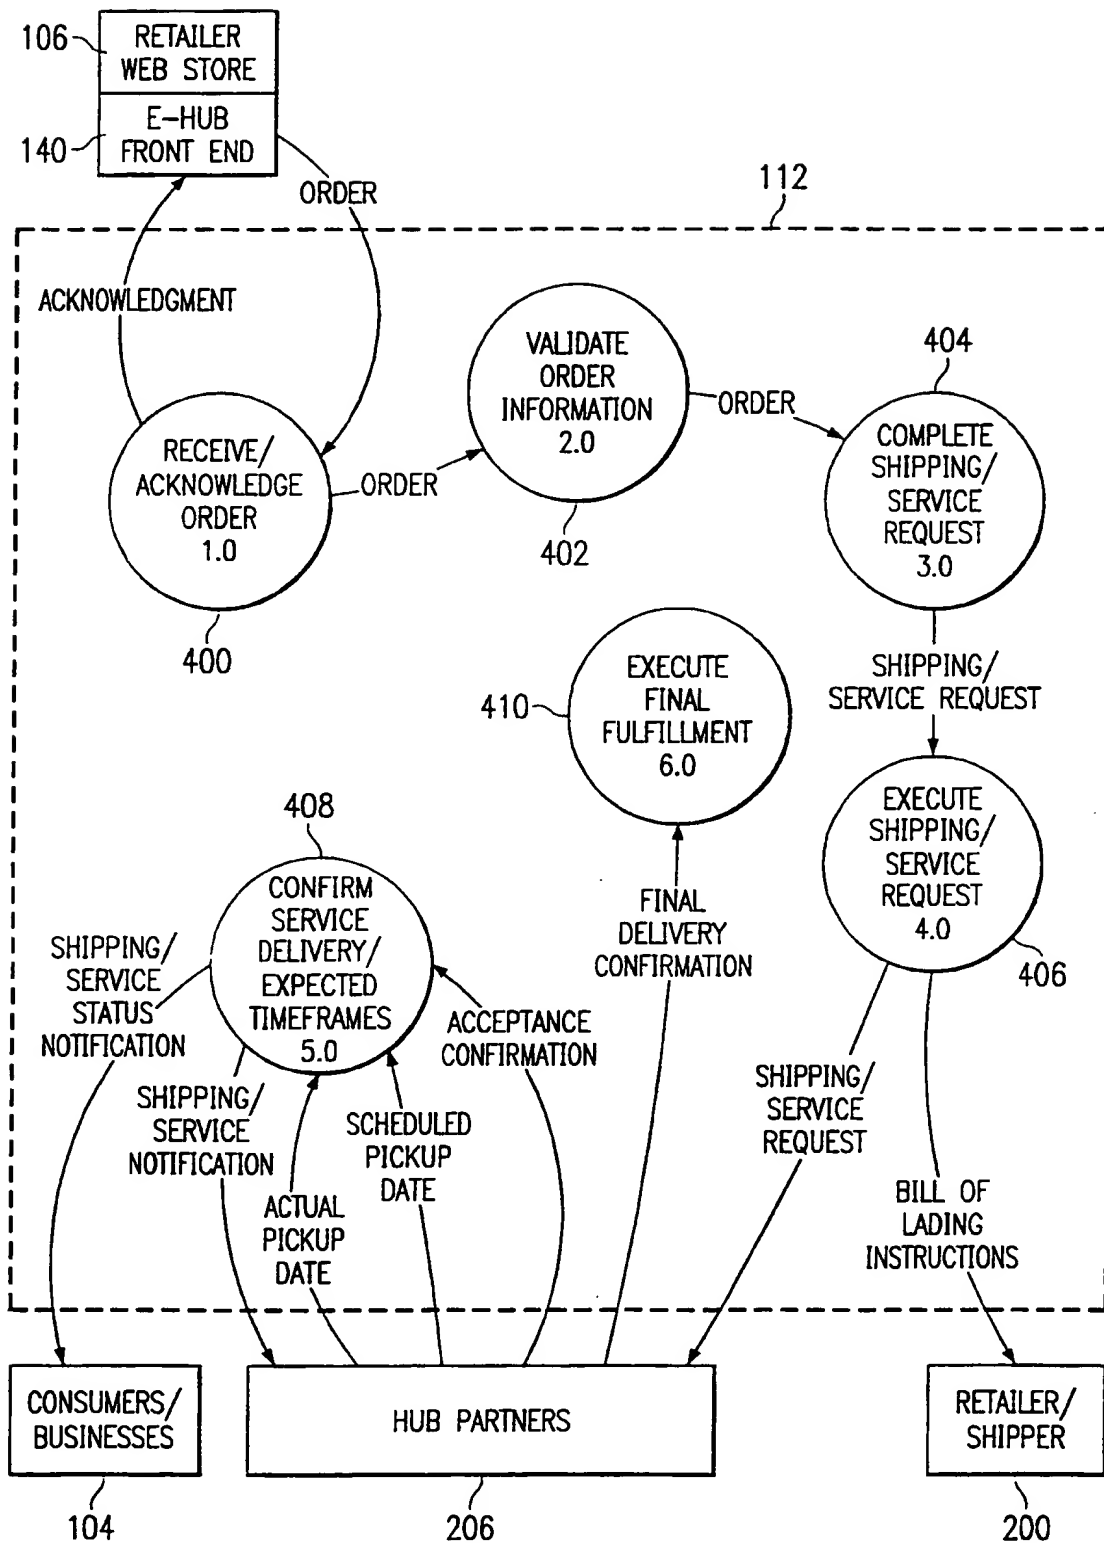 106
RETAILER
WEB STORE
140
E-HUB
FRONT END
ORDER
112
ACKNOWLEDGMENT
RECEIVE/
ACKNOWLEDGE
ORDER
1.0
400
ORDER
VALIDATE
ORDER
INFORMATION
2.0
402
ORDER
404
COMPLETE
SHIPPING/
SERVICE
REQUEST
3.0
SHIPPING/
SERVICE REQUEST
410
EXECUTE
FINAL
FULFILLMENT
6.0
EXECUTE
SHIPPING/
SERVICE
REQUEST
4.0
406
408
CONFIRM
SERVICE
DELIVERY/
EXPECTED
TIMEFRAMES
5.0
SHIPPING/
SERVICE
STATUS
NOTIFICATION
SHIPPING/
SERVICE
NOTIFICATION
ACTUAL
PICKUP
DATE
SCHEDULED
PICKUP
DATE
ACCEPTANCE
CONFIRMATION
FINAL
DELIVERY
CONFIRMATION
SHIPPING/
SERVICE
REQUEST
BILL OF
LADING
INSTRUCTIONS
CONSUMERS/
BUSINESSES
104
HUB PARTNERS
206
RETAILER/
SHIPPER
200